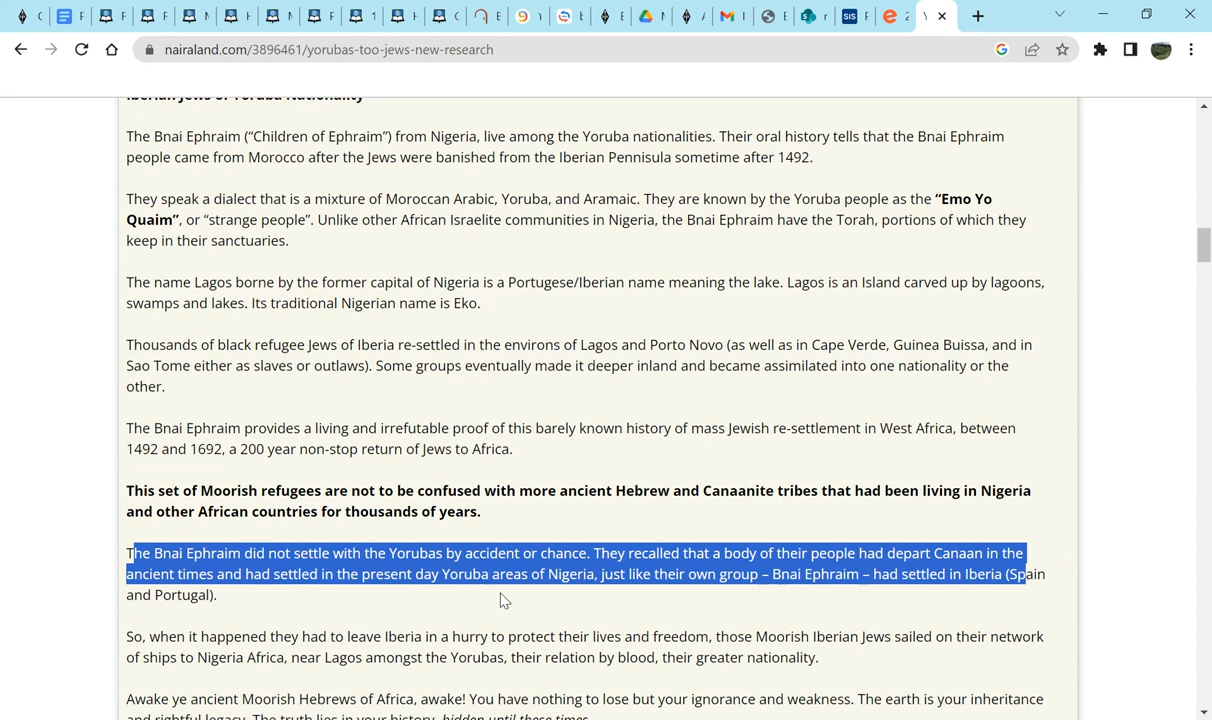 nairaland.com/3896461/yorubas-too-jews-new-research
Iberian Jews of Yoruba Nationality
The Bnai Ephraim (“Children of Ephraim”) from Nigeria, live among the Yoruba nationalities. Their oral history tells that the Bnai Ephraim
people came from Morocco after the Jews were banished from the Iberian Pennisula sometime after 1492.
They speak a dialect that is a mixture of Moroccan Arabic, Yoruba, and Aramaic. They are known by the Yoruba people as the “Emo Yo
Quaim”, or “strange people”. Unlike other African Israelite communities in Nigeria, the Bnai Ephraim have the Torah, portions of which they
keep in their sanctuaries.
The name Lagos borne by the former capital of Nigeria is a Portugese/Iberian name meaning the lake. Lagos is an Island carved up by lagoons,
swamps and lakes. Its traditional Nigerian name is Eko.
Thousands of black refugee Jews of Iberia re-settled in the environs of Lagos and Porto Novo (as well as in Cape Verde, Guinea Buissa, and in
Sao Tome either as slaves or outlaws). Some groups eventually made it deeper inland and became assimilated into one nationality or the
other.
The Bnai Ephraim provides a living and irrefutable proof of this barely known history of mass Jewish re-settlement in West Africa, between
1492 and 1692, a 200 year non-stop return of Jews to Africa.
This set of Moorish refugees are not to be confused with more ancient Hebrew and Canaanite tribes that had been living in Nigeria
and other African countries for thousands of years.
The Bnai Ephraim did not settle with the Yorubas by accident or chance. They recalled that a body of their people had depart Canaan in the
ancient times and had settled in the present day Yoruba areas of Nigeria, just like their own group – Bnai Ephraim – had settled in Iberia (Spain
and Portugal).
So, when it happened they had to leave Iberia in a hurry to protect their lives and freedom, those Moorish Iberian Jews sailed on their network
of ships to Nigeria Africa, near Lagos amongst the Yorubas, their relation by blood, their greater nationality.
Awake ye ancient Moorish Hebrews of Africa, awake! You have nothing to lose but your ignorance and weakness. The earth is your inheritance
and rightful legacy. The truth lies in your history, hidden until these times.